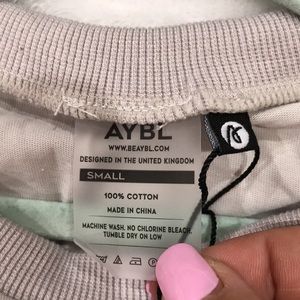 AYBL
WWW.BEAYBL.COM
DESIGNED IN THE UNITED KINGDOM
SMALL
100% COTTON
MADE IN CHINA
MACHINE WASH. NO CHLORINE BLEACH.
TUMBLE DRY ON LOW